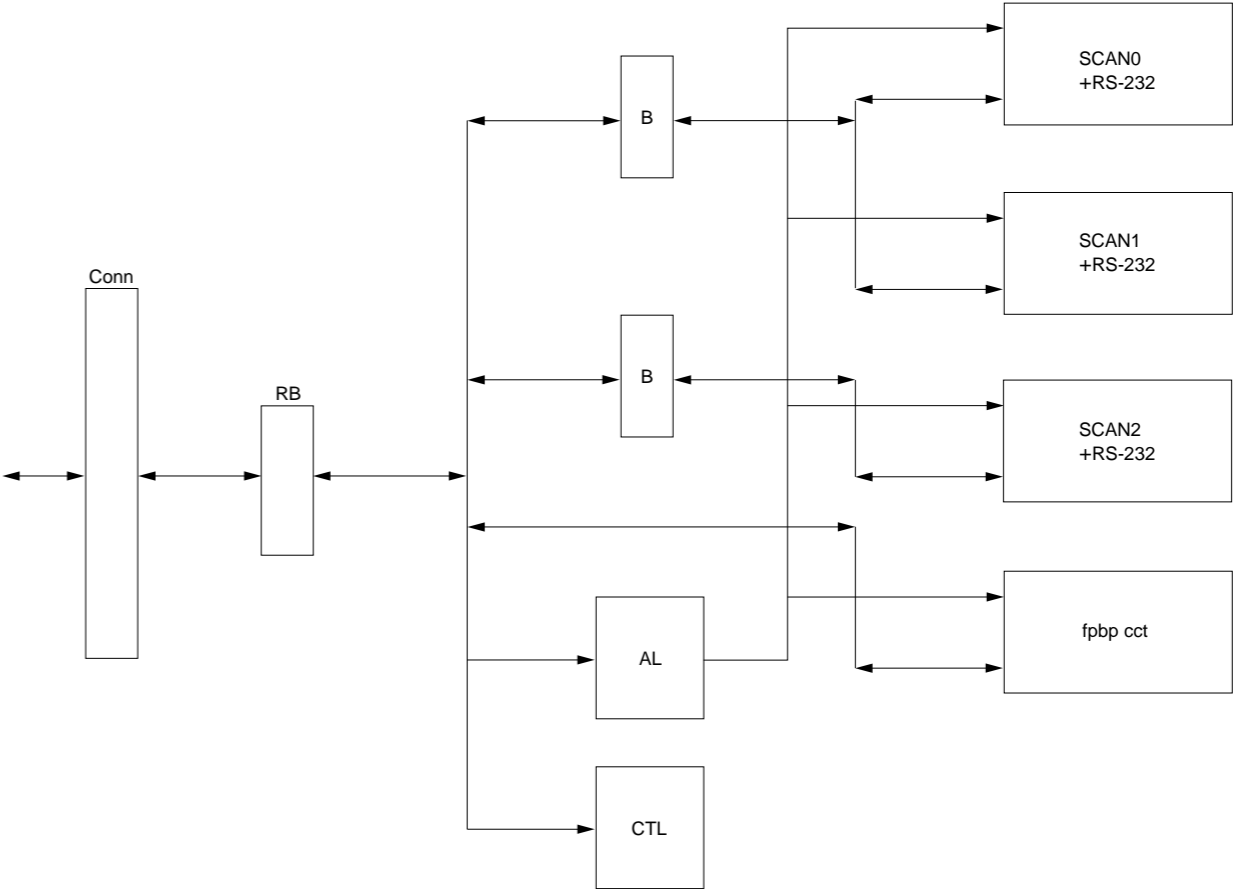 SCAN0
+RS-232
B
SCAN1
+RS-232
Conn
B
RB
SCAN2
+RS-232
fpbp cct
AL
CTL